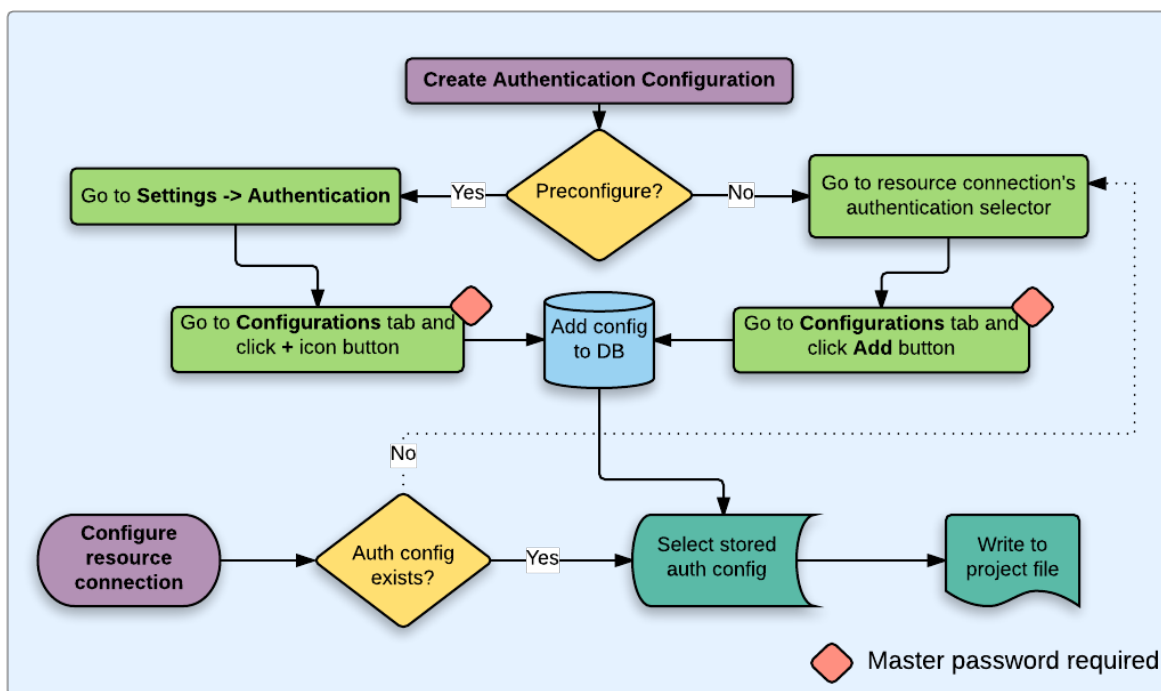 Create Authentication Configuration
Preconfigure?
Yes
No
Go to Settings -> Authentication
Go to resource connection's
authentication selector
Go to Configurations tab and
click + icon button
Add config
to DB
Go to Configurations tab and
click Add button
No
Configure
resource
connection
Auth config
exists?
Yes
Select stored
auth config
Write to
project file
Master password required